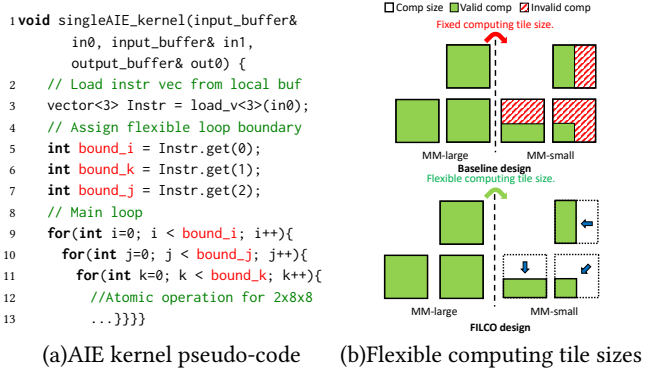 1 void singleAIE_kernel(input_buffer&
in0, input_buffer& in1,
output_buffer& out0) {
2 // Load instr vec from local buf
3 vector<3> Instr = load_v<3>(in0);
4 // Assign flexible loop boundary
5 int bound_i = Instr.get(0);
6 int bound_k = Instr.get(1);
7 int bound_j = Instr.get(2);
8 // Main loop
9 for(int i=0; i < bound_i; i++){
10 for(int j=0; j < bound_j; j++){
11 for(int k=0; k < bound_k; k++){
12 //Atomic operation for 2x8x8
13 ...}}}}
(a)AIE kernel pseudo-code
Comp size Valid comp Invalid comp
Fixed computing tile size.
MM-large MM-small
Baseline design
Flexible computing tile size.
MM-large MM-small
FILCO design
(b)Flexible computing tile sizes